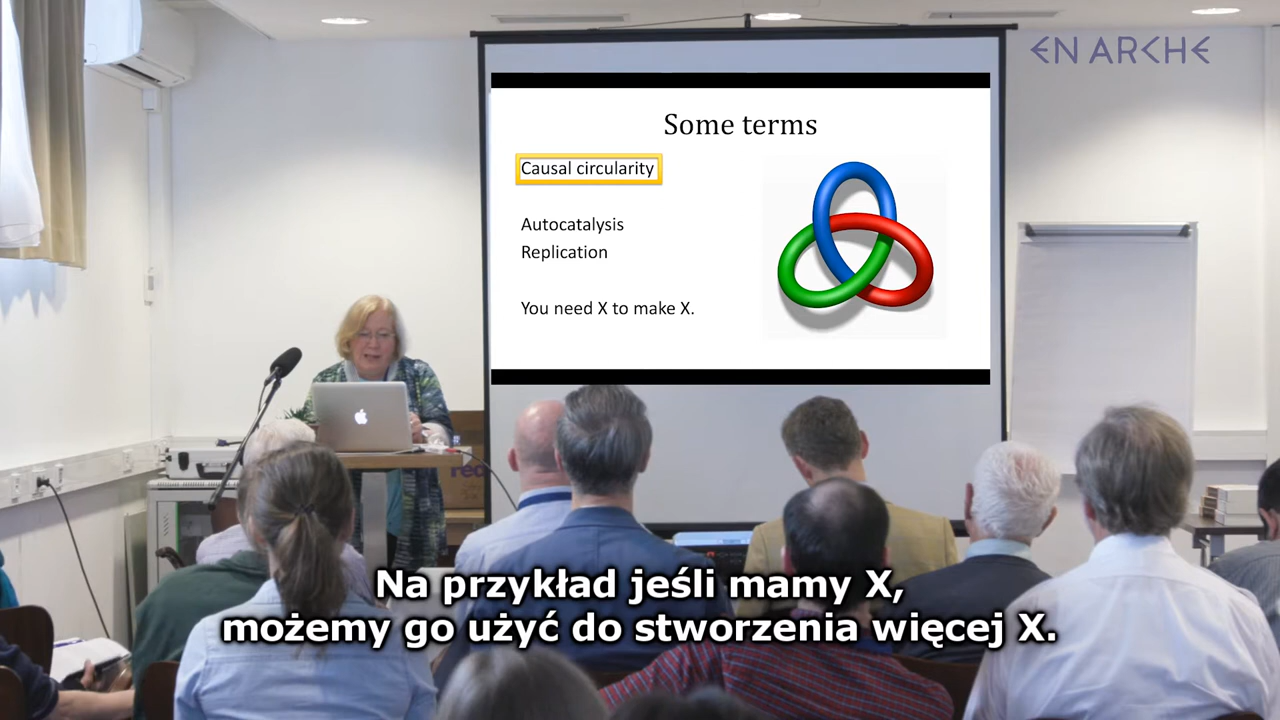 EN ARCHE
Some terms
Causal circularity
Autocatalysis
Replication
You need X to make X.
Na przykład jeśli mamy X,
możemy go użyć do stworzenia więcej X.